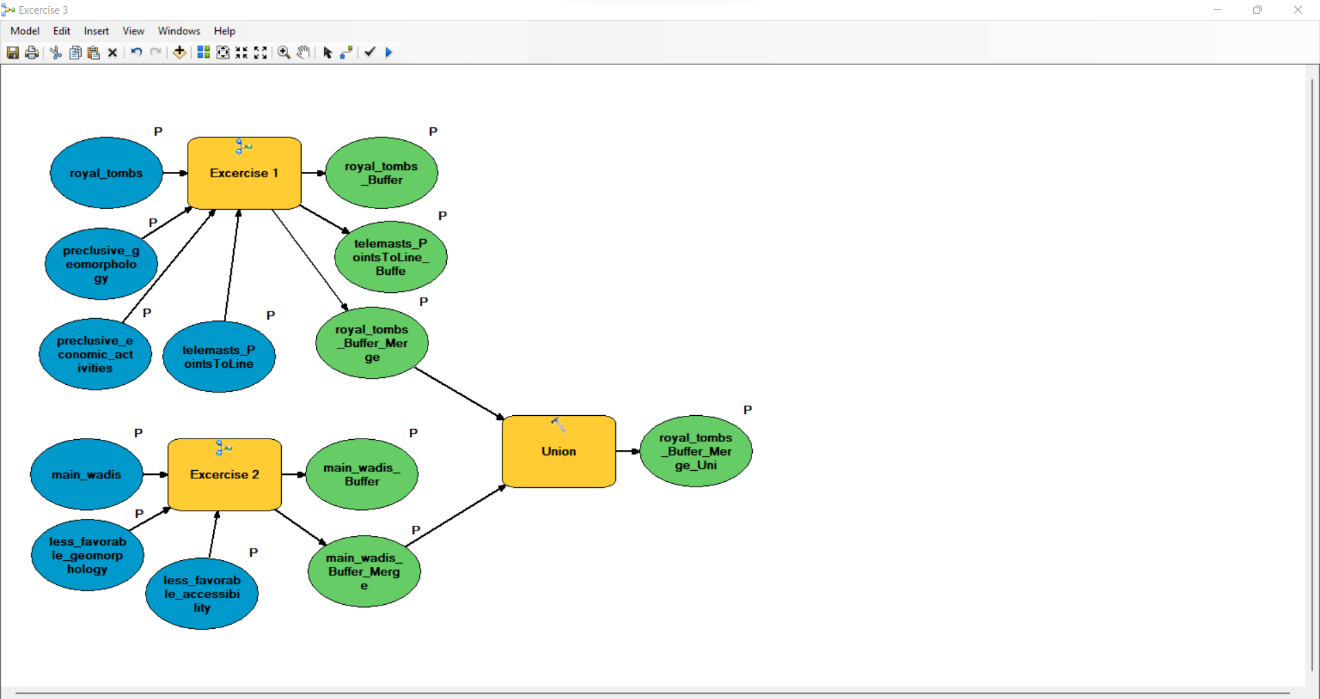 Excercise 3
Model Edit Insert View Windows Help
P
royal_tombs
Excercise 1
P
royal_tombs
_Buffer
P
preclusive_g
eomorpholo
gy
P
telemasts_P
ointsToLine_
Buffe
P
preclusive_e
conomic_act
ivities
P
telemasts_P
ointsToLine
P
royal_tombs
_Buffer_Mer
ge
Union
P
royal_tombs
_Buffer_Mer
ge_Uni
P
main_wadis
Excercise 2
P
main_wadis_
Buffer
P
less_favorab
le_geomorp
hology
P
less_favorab
le_accessibi
lity
P
main_wadis_
Buffer_Merg
e